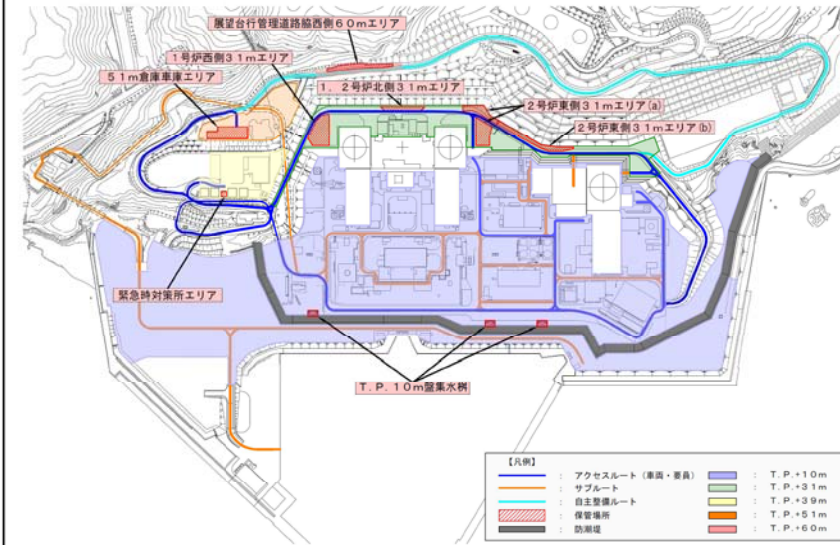 展望台行管理道路脇西側60mエリア
1号炉西側31mエリア
51m倉庫車庫エリア
1．2号炉北側31mエリア
2号炉東側31mエリア(a)
2号炉東側31mエリア(b)
緊急時対策所エリア
T.P.10m盤集水桝
【凡例】
： アクセスルート（車両・要員）
： サブルート
： 自主整備ルート
： 保管場所
： 防潮堤
： T.P.+10m
： T.P.+31m
： T.P.+39m
： T.P.+51m
： T.P.+60m